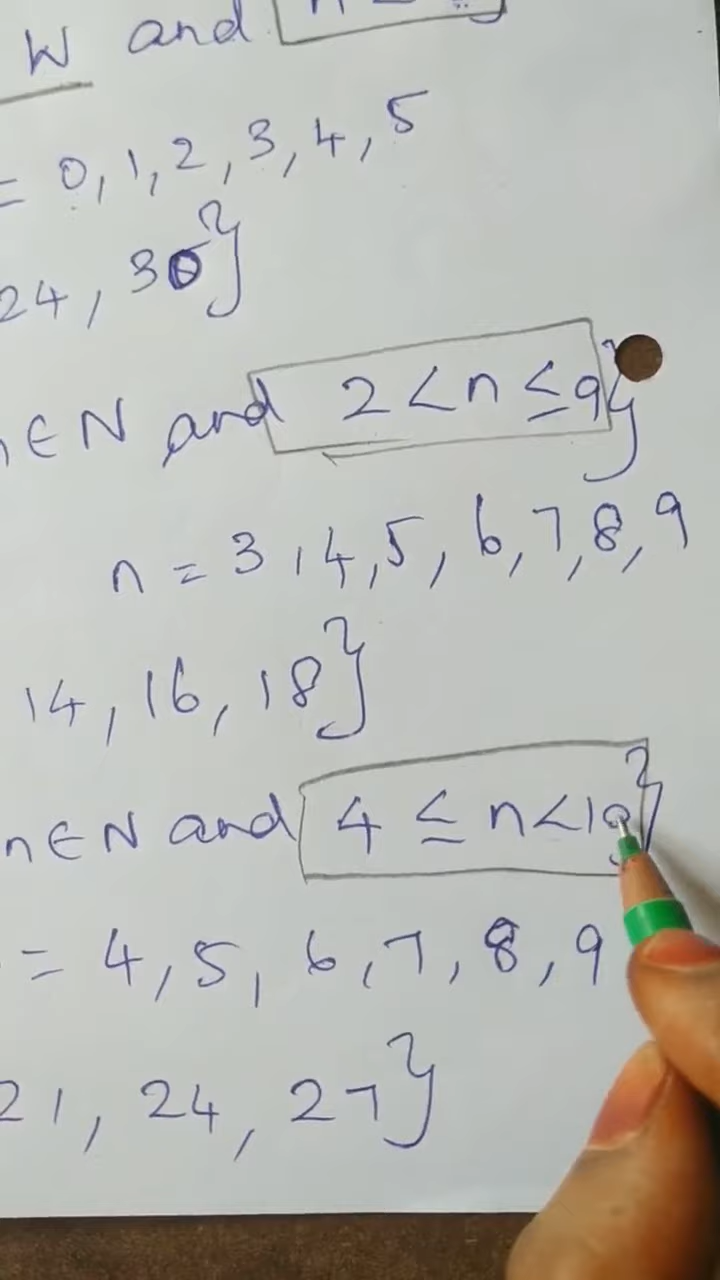 W and
= 0, 1, 2, 3, 4, 5
24, 30}
n ∈ N and 2 < n ≤ 9}
n = 3, 4, 5, 6, 7, 8, 9
14, 16, 18}
n ∈ N and 4 ≤ n < 10}
= 4, 5, 6, 7, 8, 9
21, 24, 27}